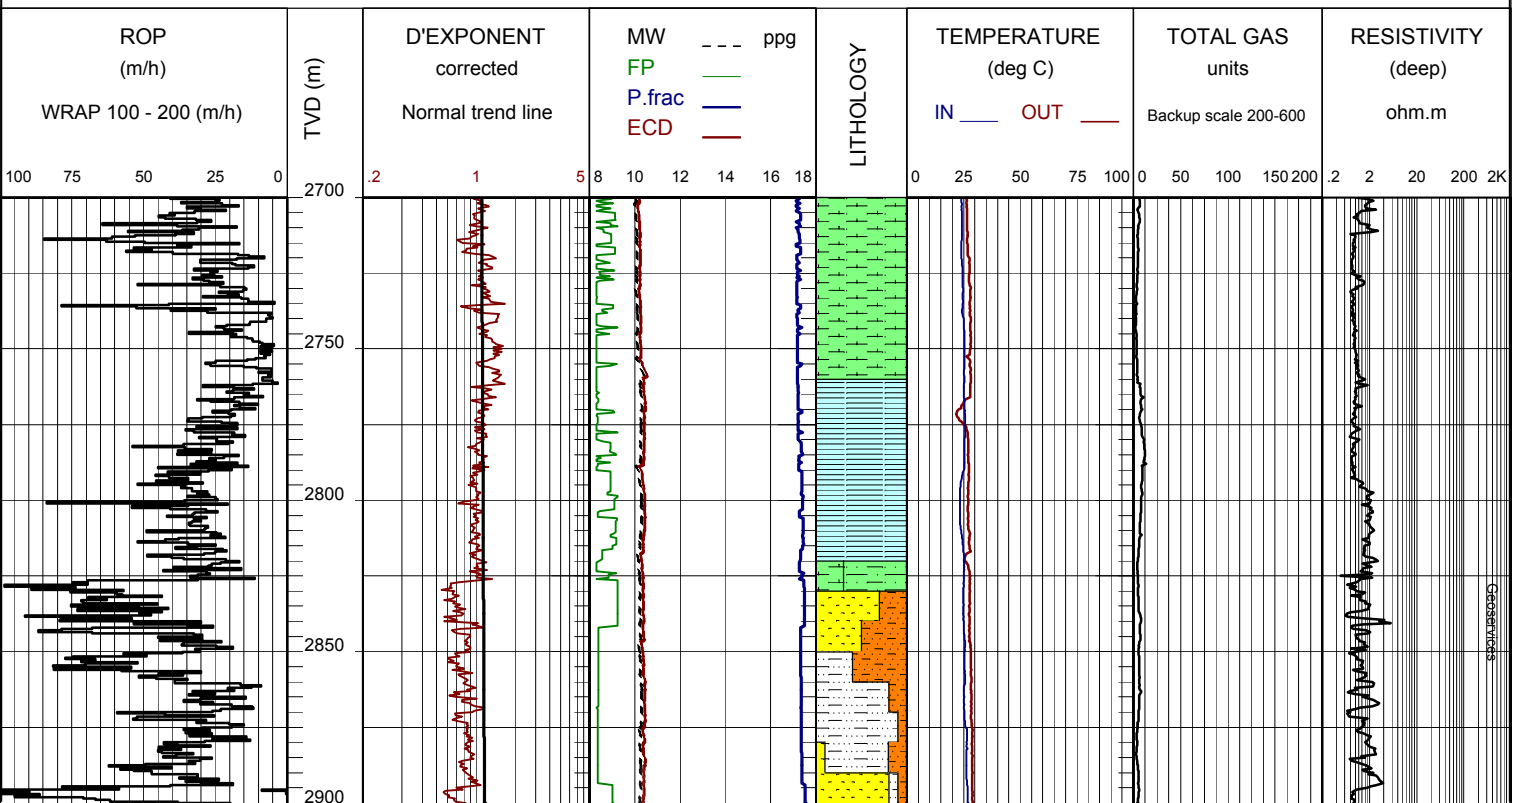 ROP
(m/h)
WRAP 100 - 200 (m/h)
100 75 50 25 0
TVD (m)
D'EXPONENT
corrected
Normal trend line
.2 1 5
MW ppg
FP
P.frac
ECD
8 10 12 14 16 18
LITHOLOGY
TEMPERATURE
(deg C)
IN OUT
0 25 50 75 100
TOTAL GAS
units
Backup scale 200-600
0 50 100 150 200
RESISTIVITY
(deep)
ohm.m
.2 2 20 200 2K
2700
2750
2800
2850
2900
Geoservices